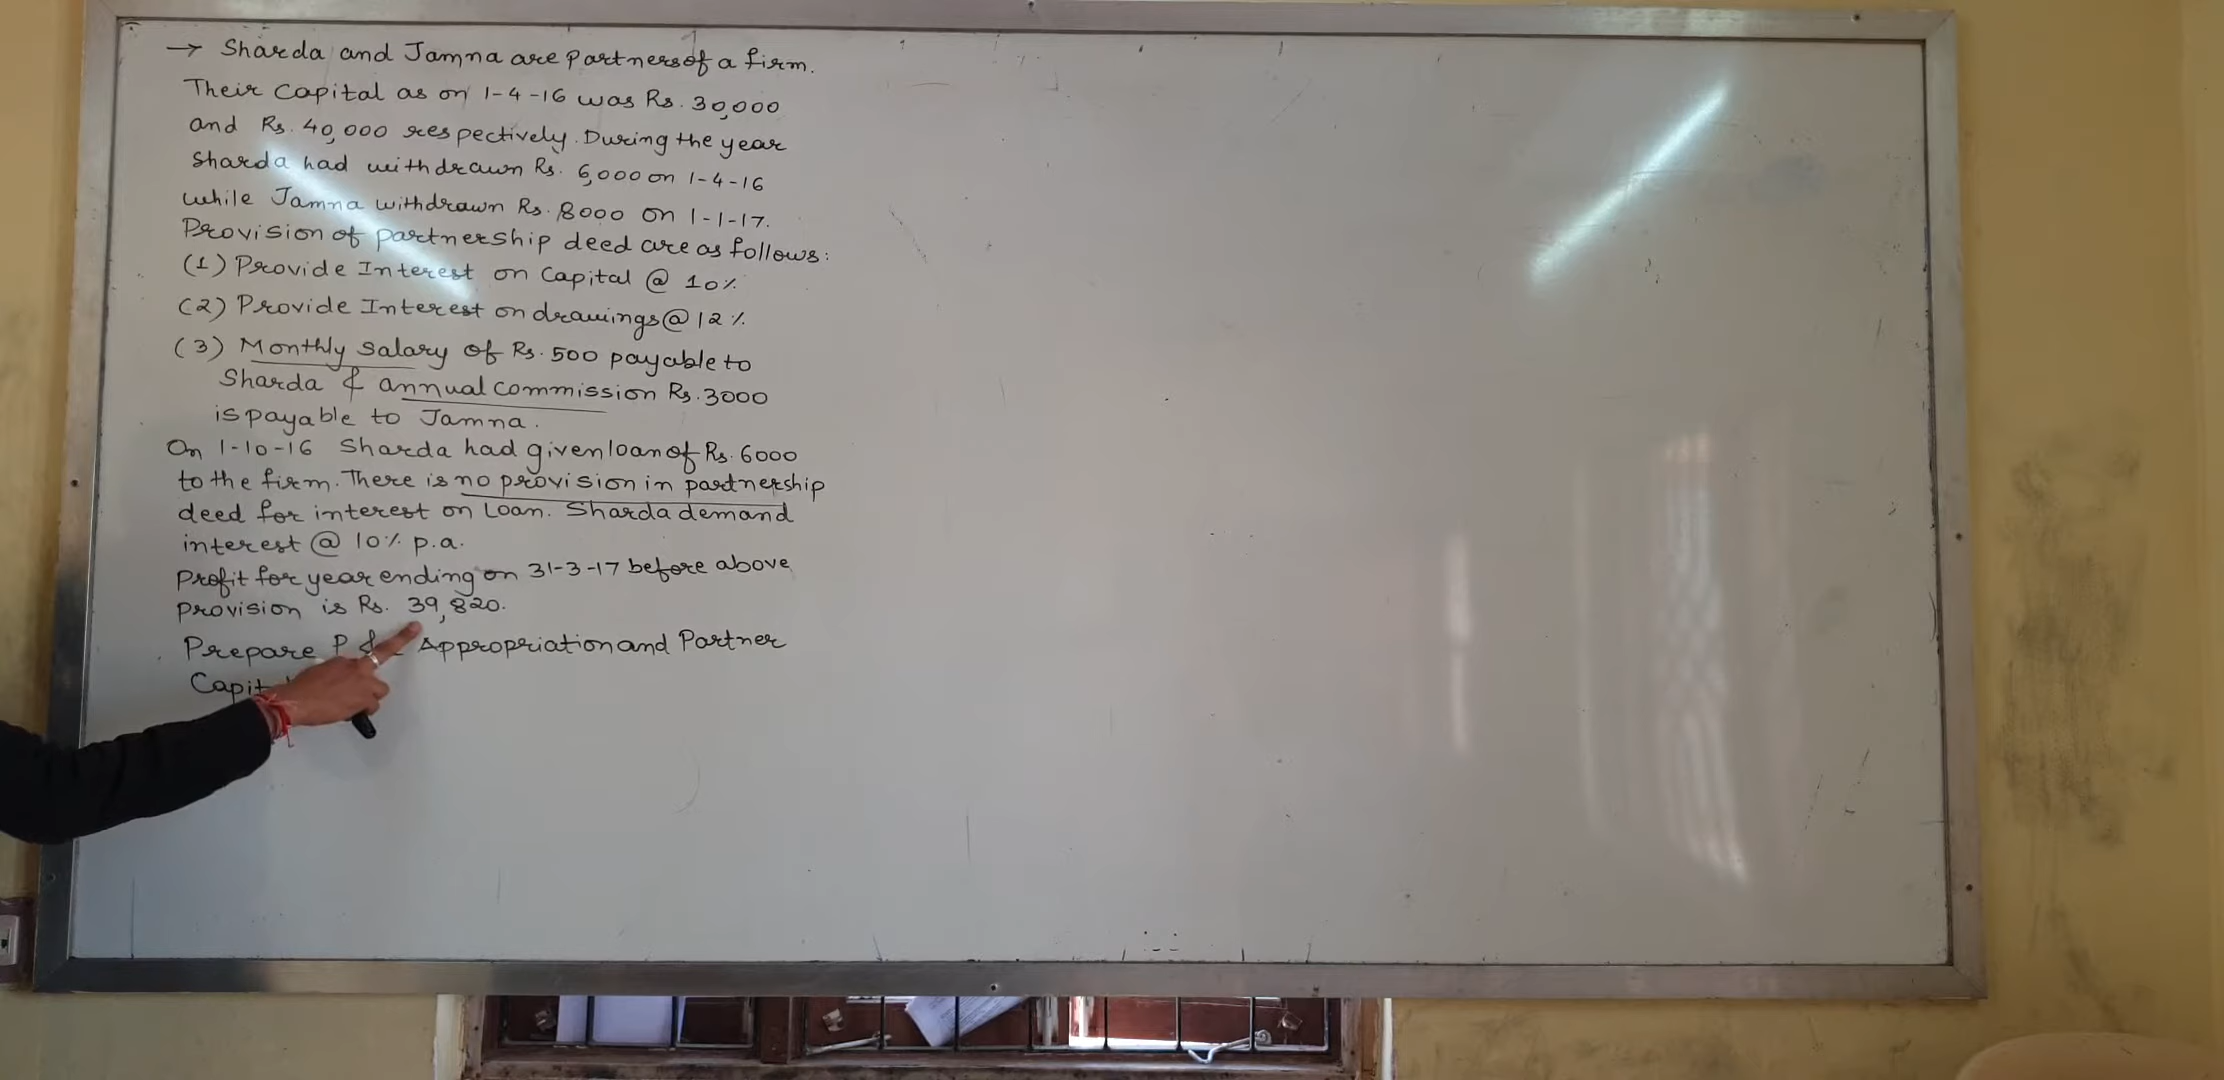 → Sharda and Jamna are partners of a firm.
Their capital as on 1-4-16 was Rs. 30,000
and Rs. 40,000 respectively. During the year
Sharda had withdrawn Rs. 6,000 on 1-4-16
while Jamna withdrawn Rs. 8000 on 1-1-17.
Provision of partnership deed are as follows:
(1) Provide Interest on capital @ 10%
(2) Provide Interest on drawings @ 12%
(3) Monthly salary of Rs. 500 payable to
Sharda & annual commission Rs. 3000
is payable to Jamna.
On 1-10-16 Sharda had given loan of Rs. 6000
to the firm. There is no provision in partnership
deed for interest on Loan. Sharda demand
interest @ 10% p.a.
Profit for year ending on 31-3-17 before above
provision is Rs. 39,820.
Prepare P & Appropriation and Partner